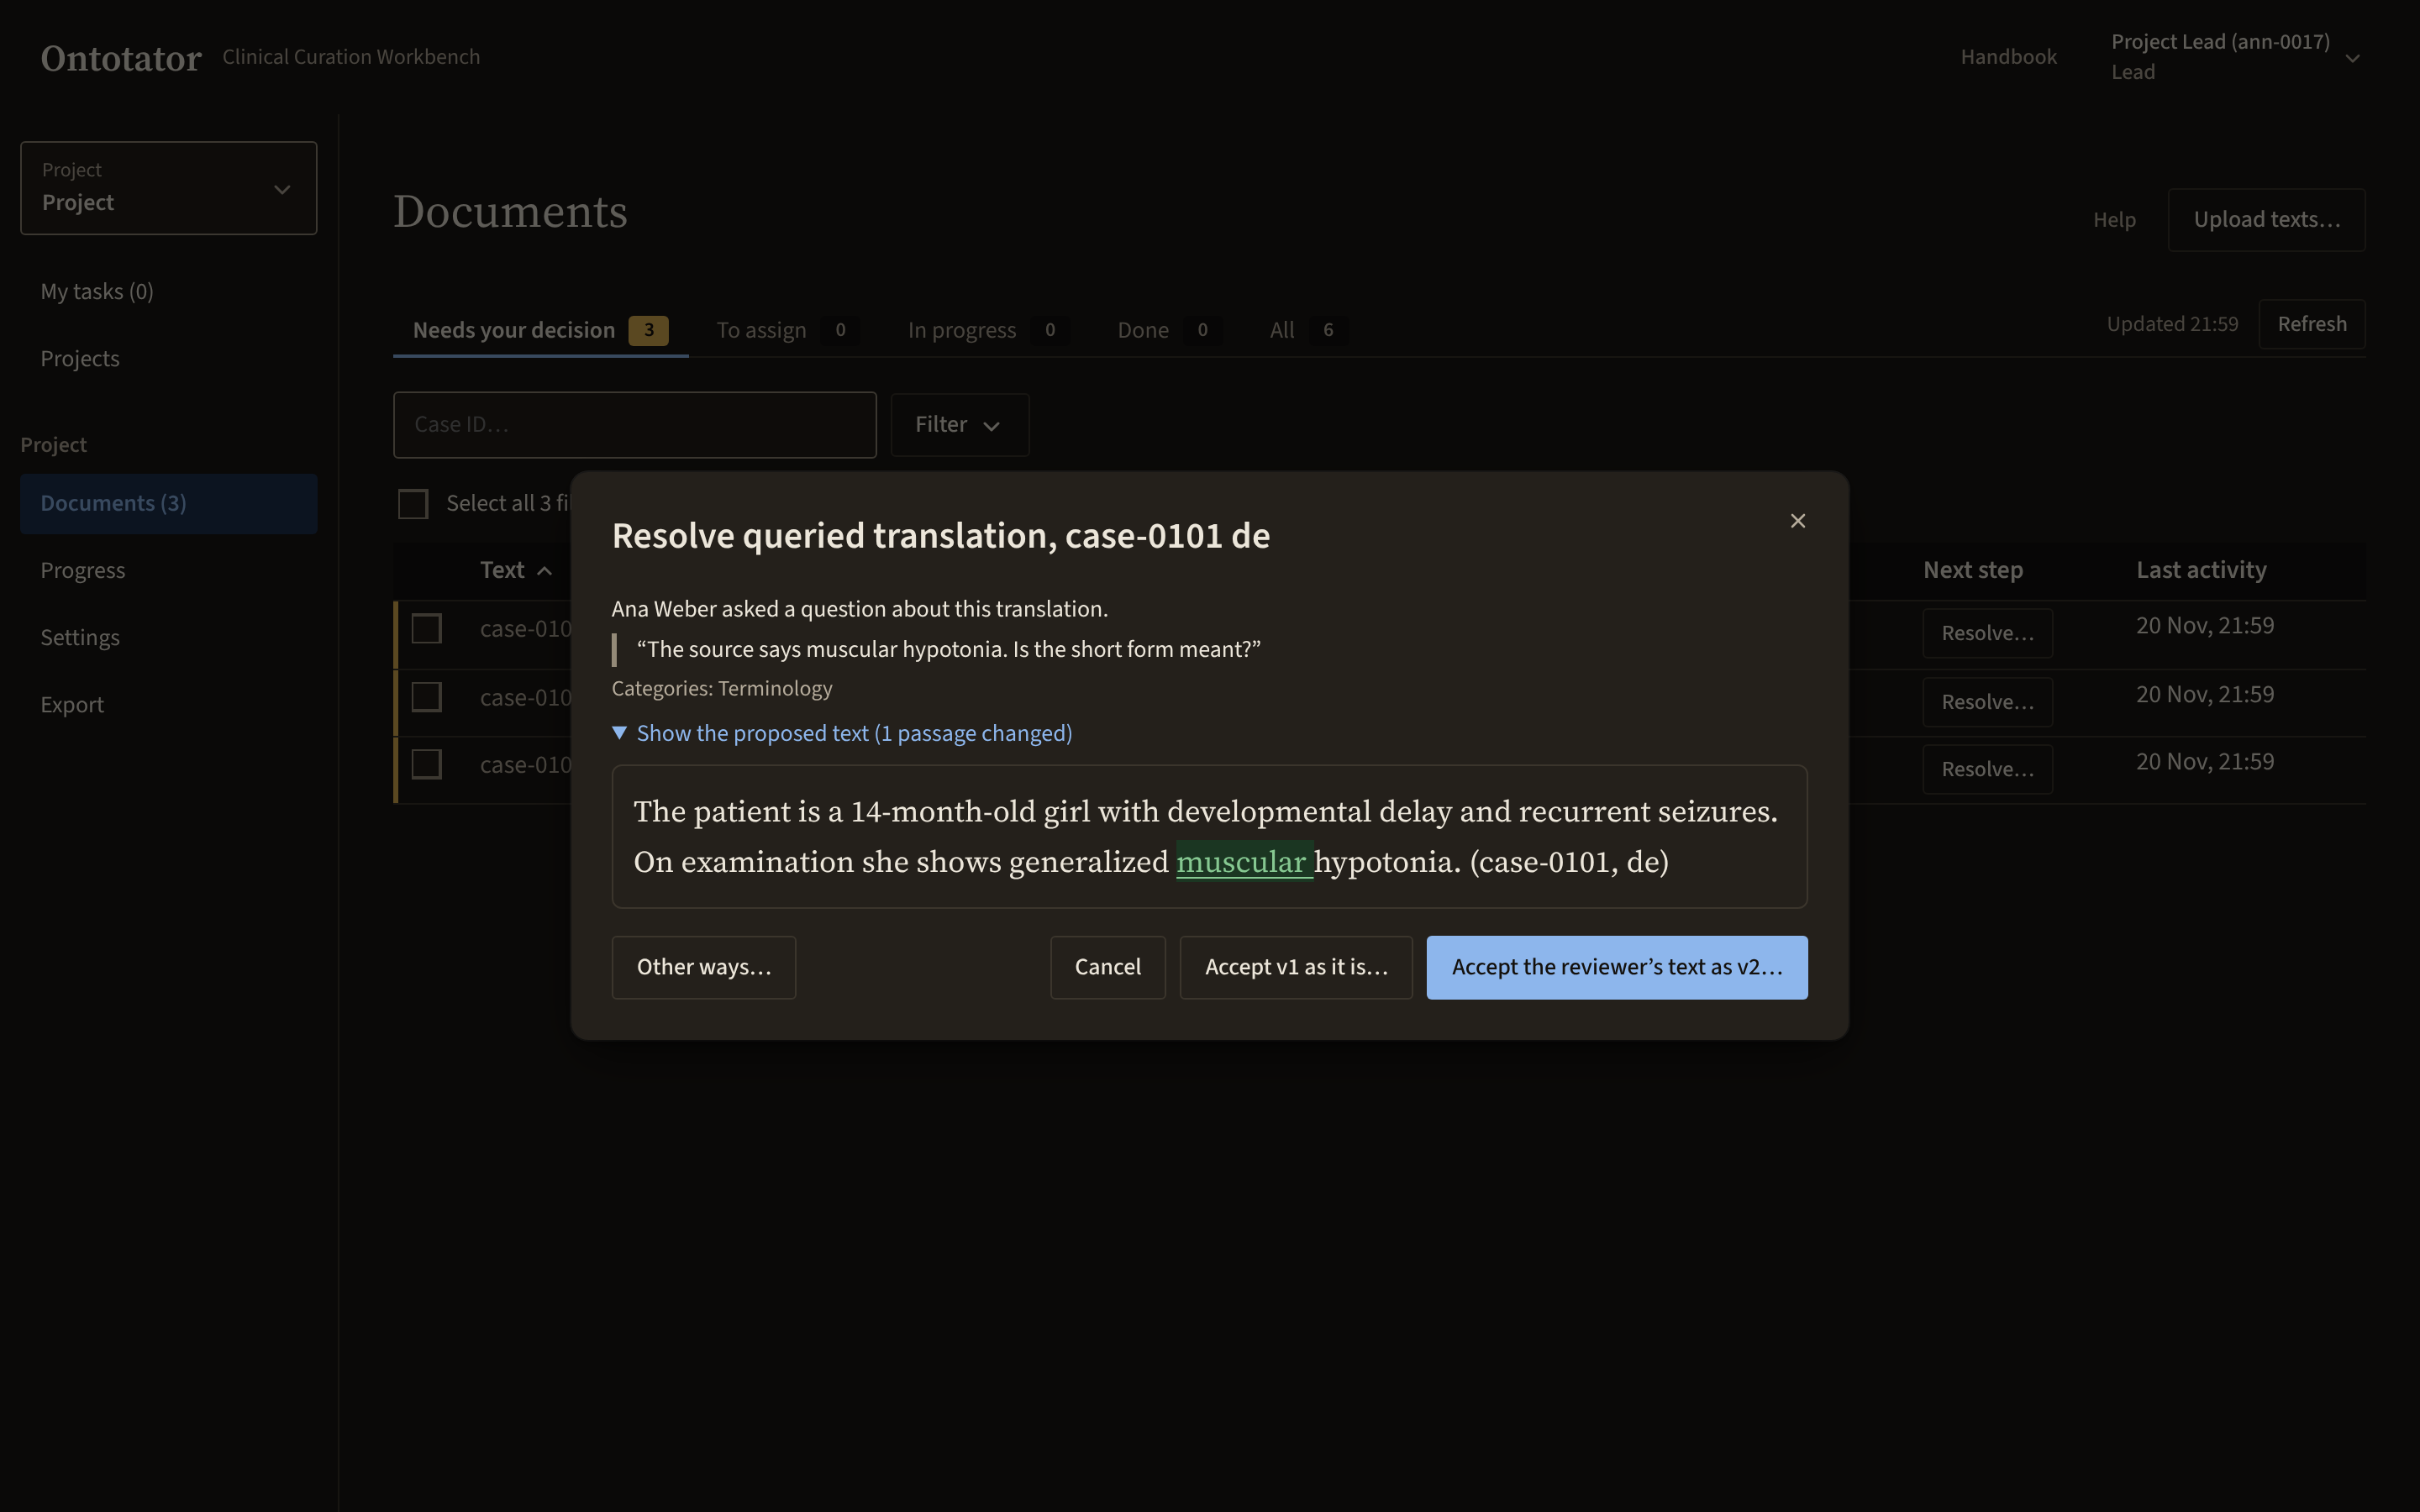 Ontotator
Clinical Curation Workbench
Handbook
Project Lead (ann-0017)
Lead
Project
Project
My tasks (0)
Projects
Project
Documents (3)
Progress
Settings
Export
Documents
Help
Upload texts…
Needs your decision 3
To assign 0
In progress 0
Done 0
All 6
Updated 21:59
Refresh
Case ID…
Filter
Select all 3
Text
Next step
Last activity
case-010
Resolve…
20 Nov, 21:59
case-010
Resolve…
20 Nov, 21:59
case-010
Resolve…
20 Nov, 21:59
Resolve queried translation, case-0101 de
Ana Weber asked a question about this translation.
“The source says muscular hypotonia. Is the short form meant?”
Categories: Terminology
Show the proposed text (1 passage changed)
The patient is a 14-month-old girl with developmental delay and recurrent seizures.
On examination she shows generalized muscular hypotonia. (case-0101, de)
Other ways…
Cancel
Accept v1 as it is…
Accept the reviewer’s text as v2…